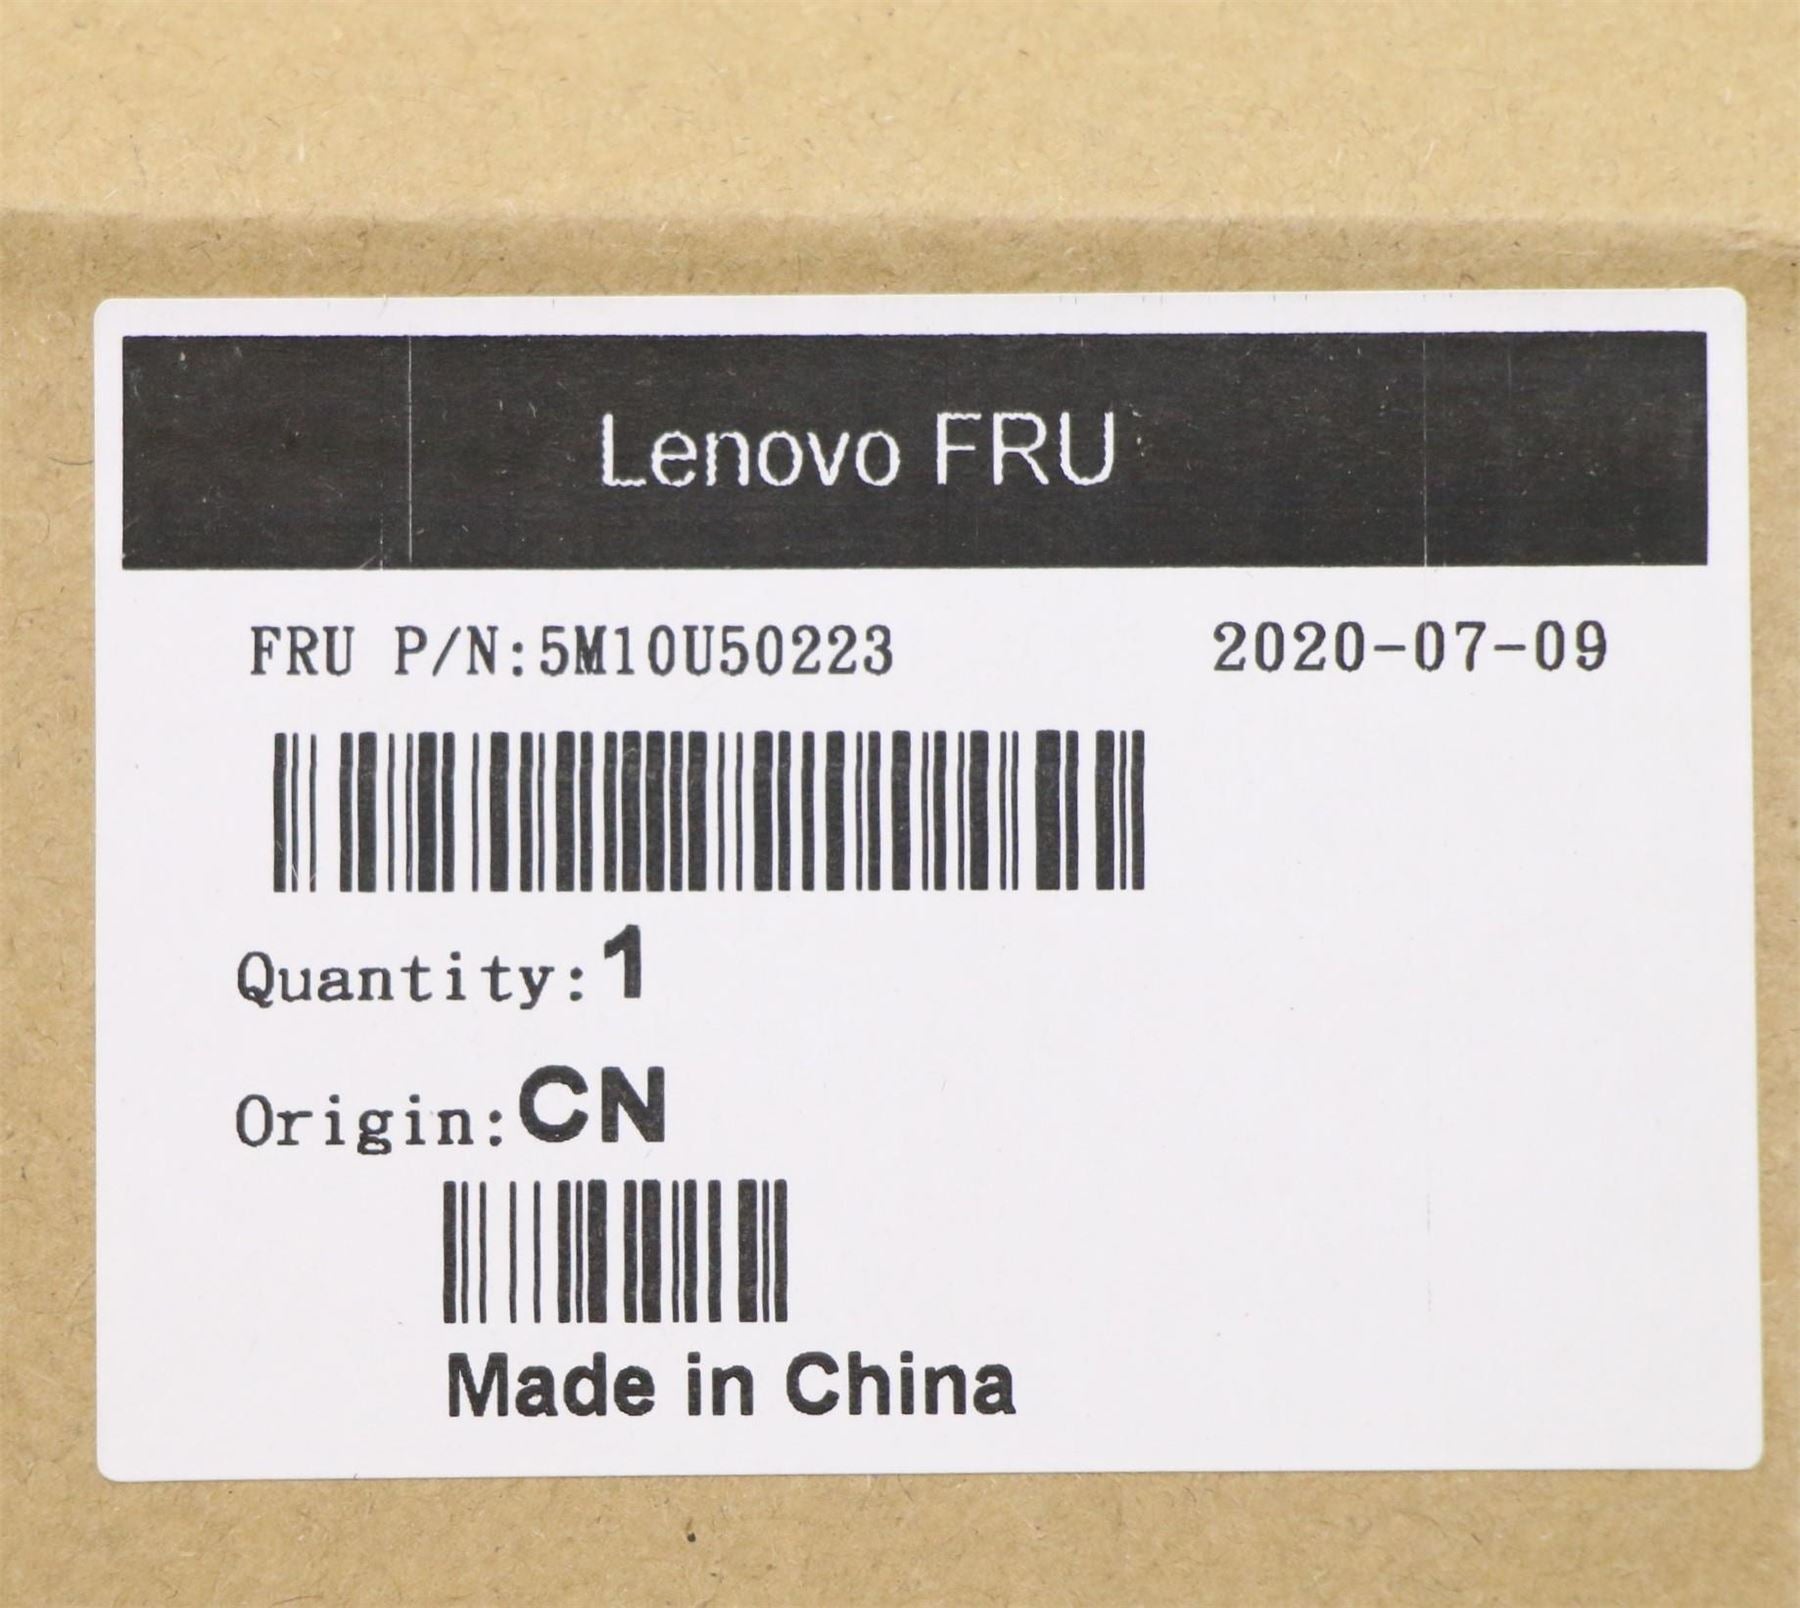 Lenovo FRU
FRU P/N:5M10U50223 2020-07-09
Quantity:1
Origin:CN
Made in China